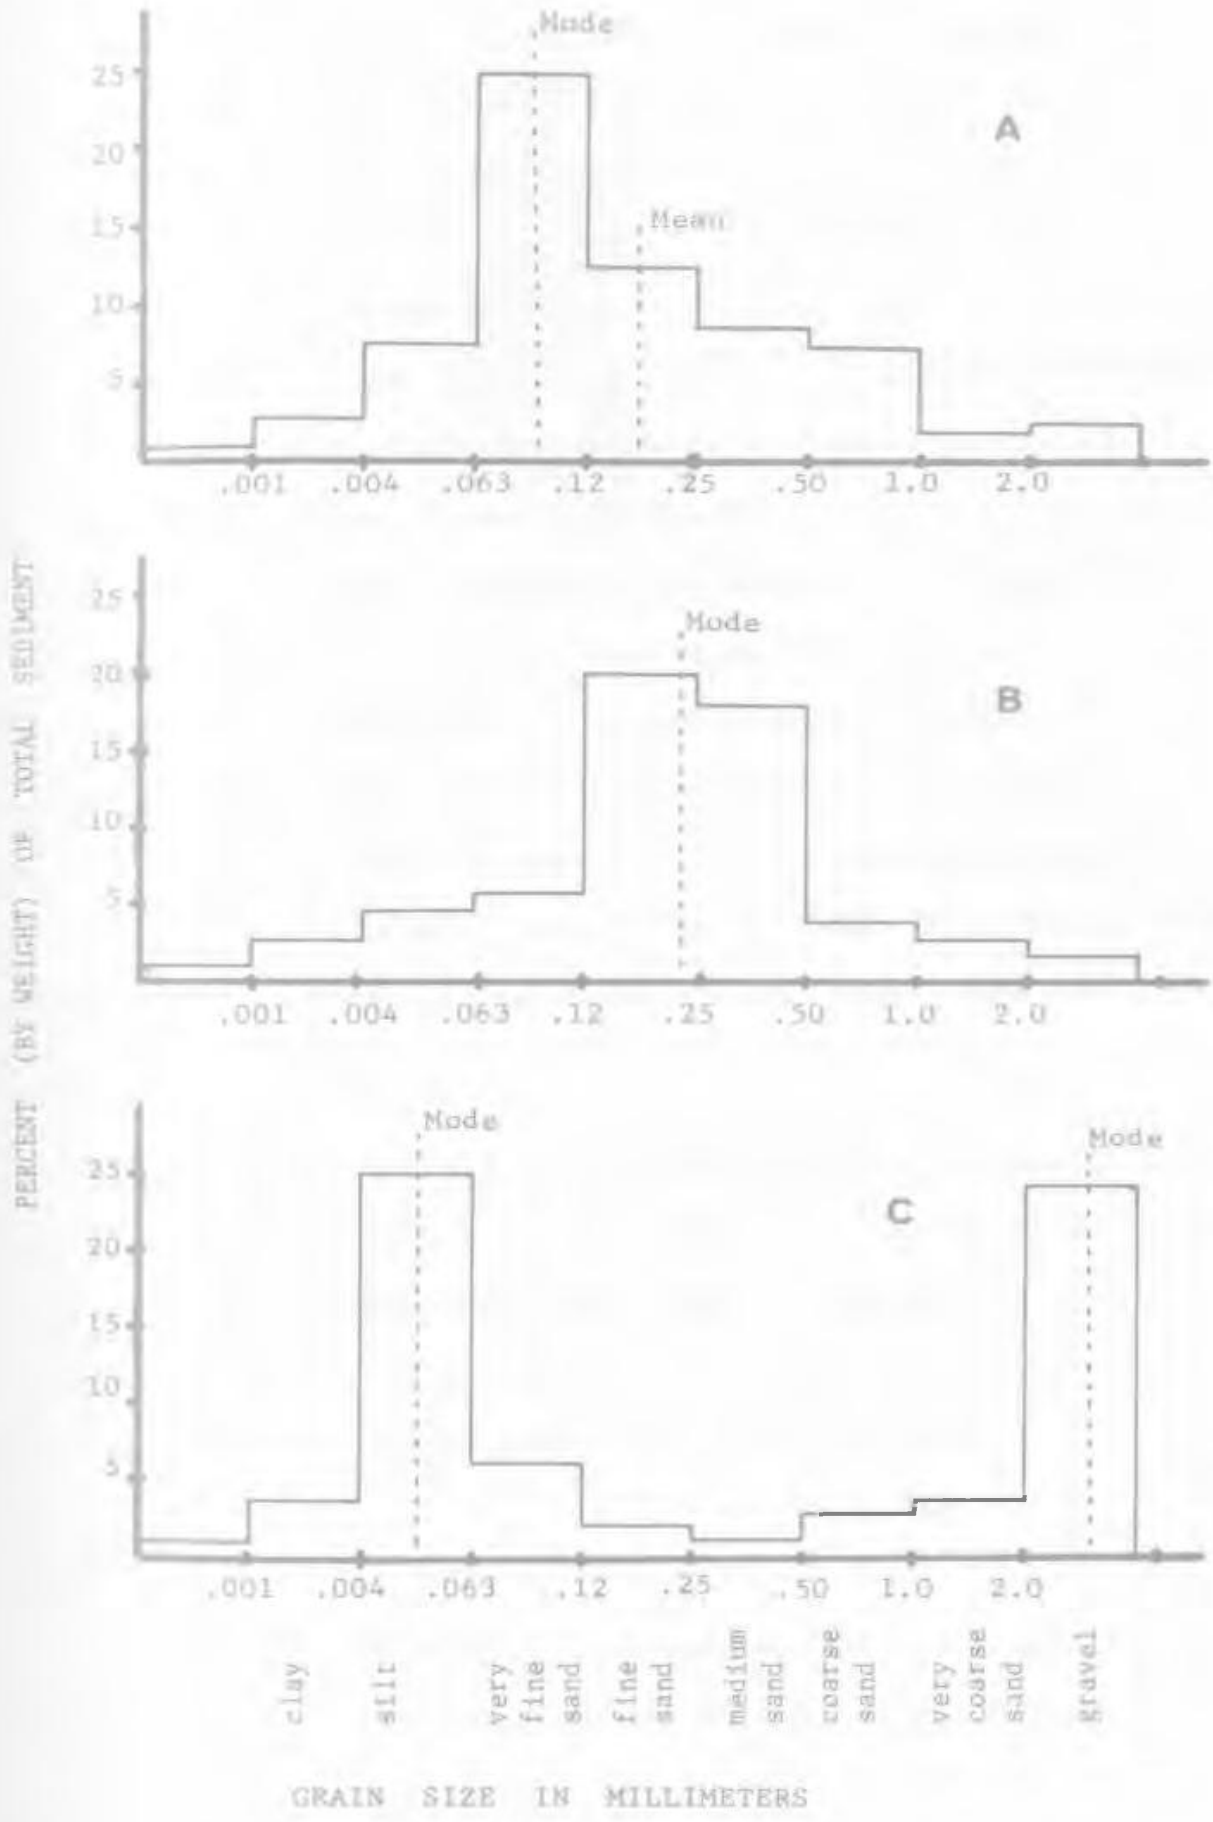 Mode
25
A
20
Mean
15
10
5
.001 .004 .063 .12 .25 .50 1.0 2.0
PERCENT (BY WEIGHT) OF TOTAL SEDIMENT
25
Mode
20
B
15
10
5
.001 .004 .063 .12 .25 .50 1.0 2.0
Mode
Mode
25
C
20
15
10
5
.001 .004 .063 .12 .25 .50 1.0 2.0
clay
silt
very
fine
sand
fine
sand
medium
sand
coarse
sand
very
coarse
sand
gravel
GRAIN SIZE IN MILLIMETERS